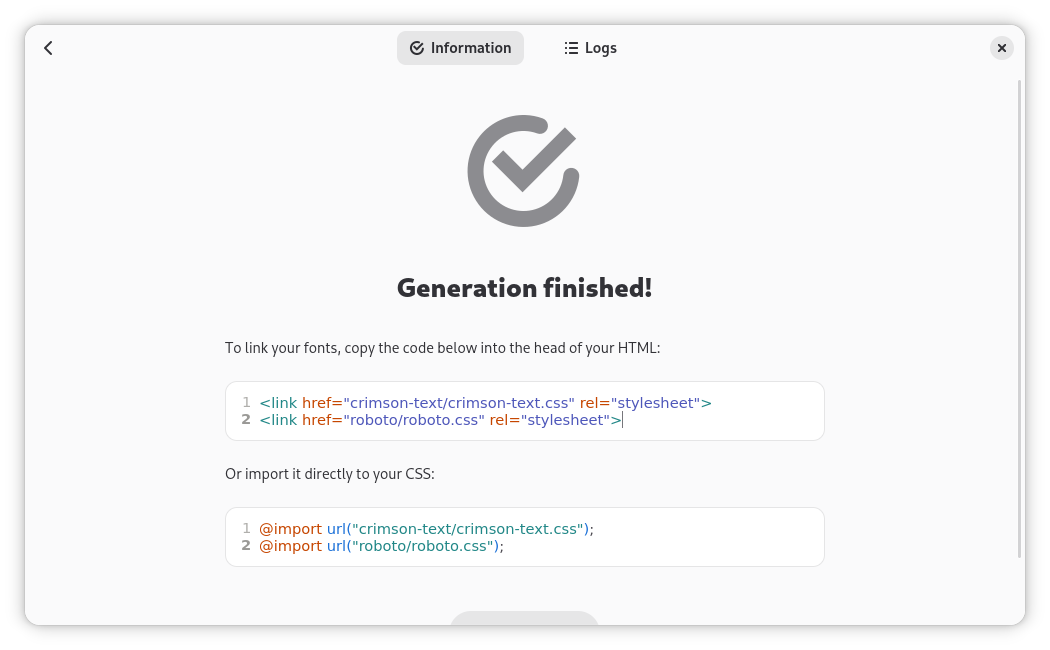 Information
Logs
Generation finished!
To link your fonts, copy the code below into the head of your HTML:
1 <link href="crimson-text/crimson-text.css" rel="stylesheet">
2 <link href="roboto/roboto.css" rel="stylesheet">
Or import it directly to your CSS:
1 @import url("crimson-text/crimson-text.css");
2 @import url("roboto/roboto.css");